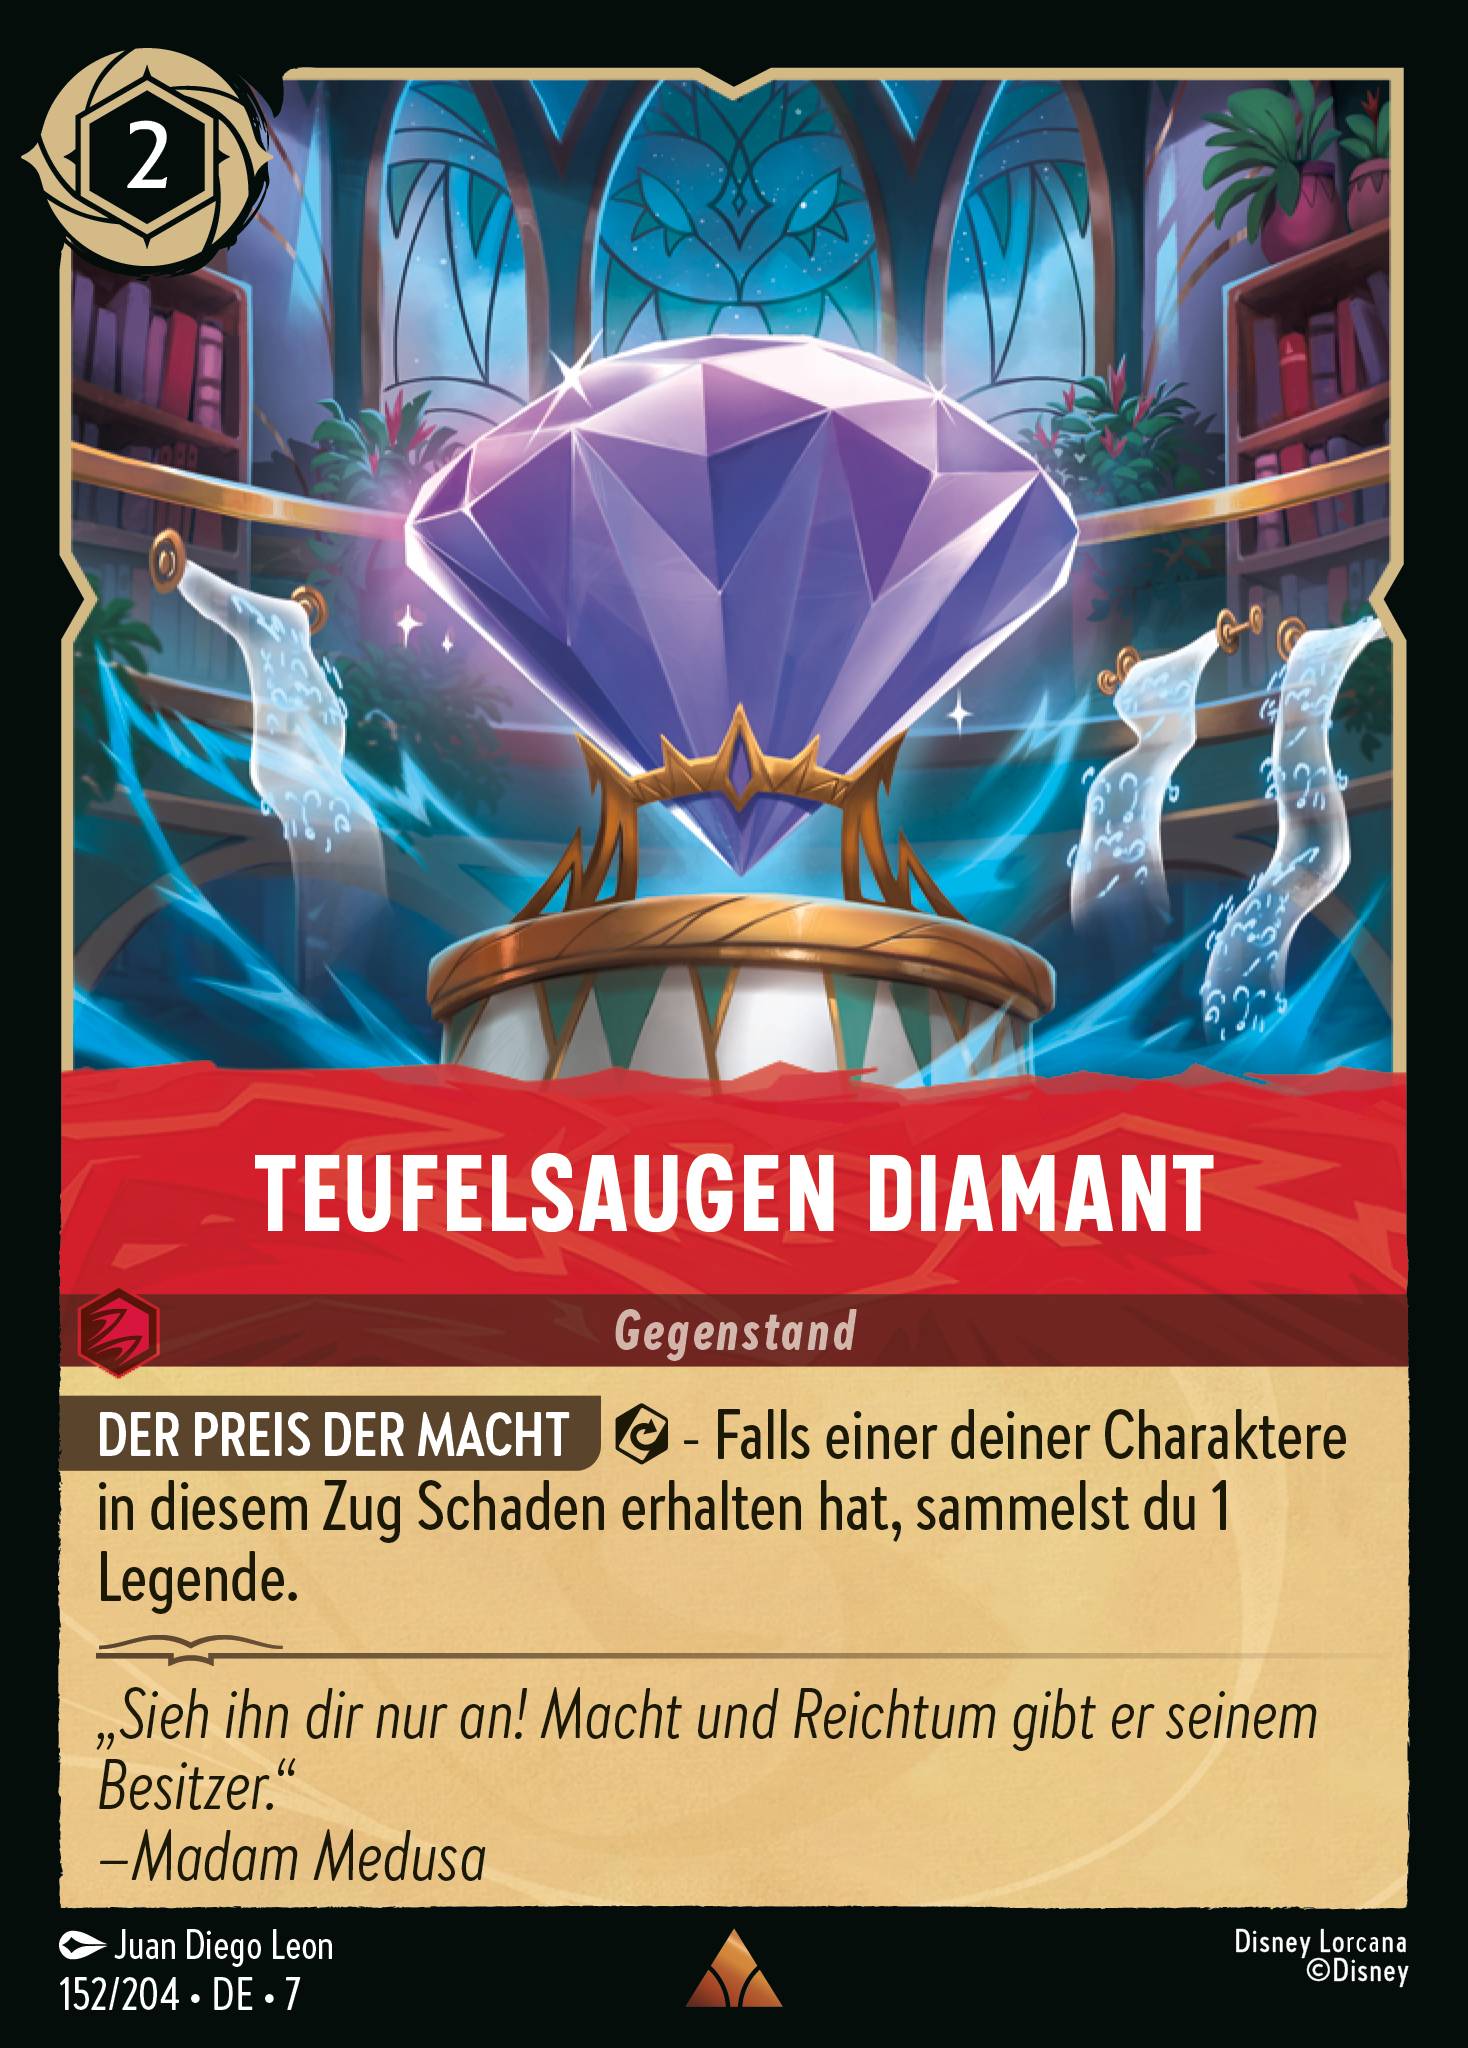 2
TEUFELSAUGEN DIAMANT
Gegenstand
DER PREIS DER MACHT - Falls einer deiner Charaktere
in diesem Zug Schaden erhalten hat, sammelst du 1
Legende.
„Sieh ihn dir nur an! Macht und Reichtum gibt er seinem
Besitzer.“
–Madam Medusa
Juan Diego Leon
Disney Lorcana
152/204 • DE • 7
©Disney